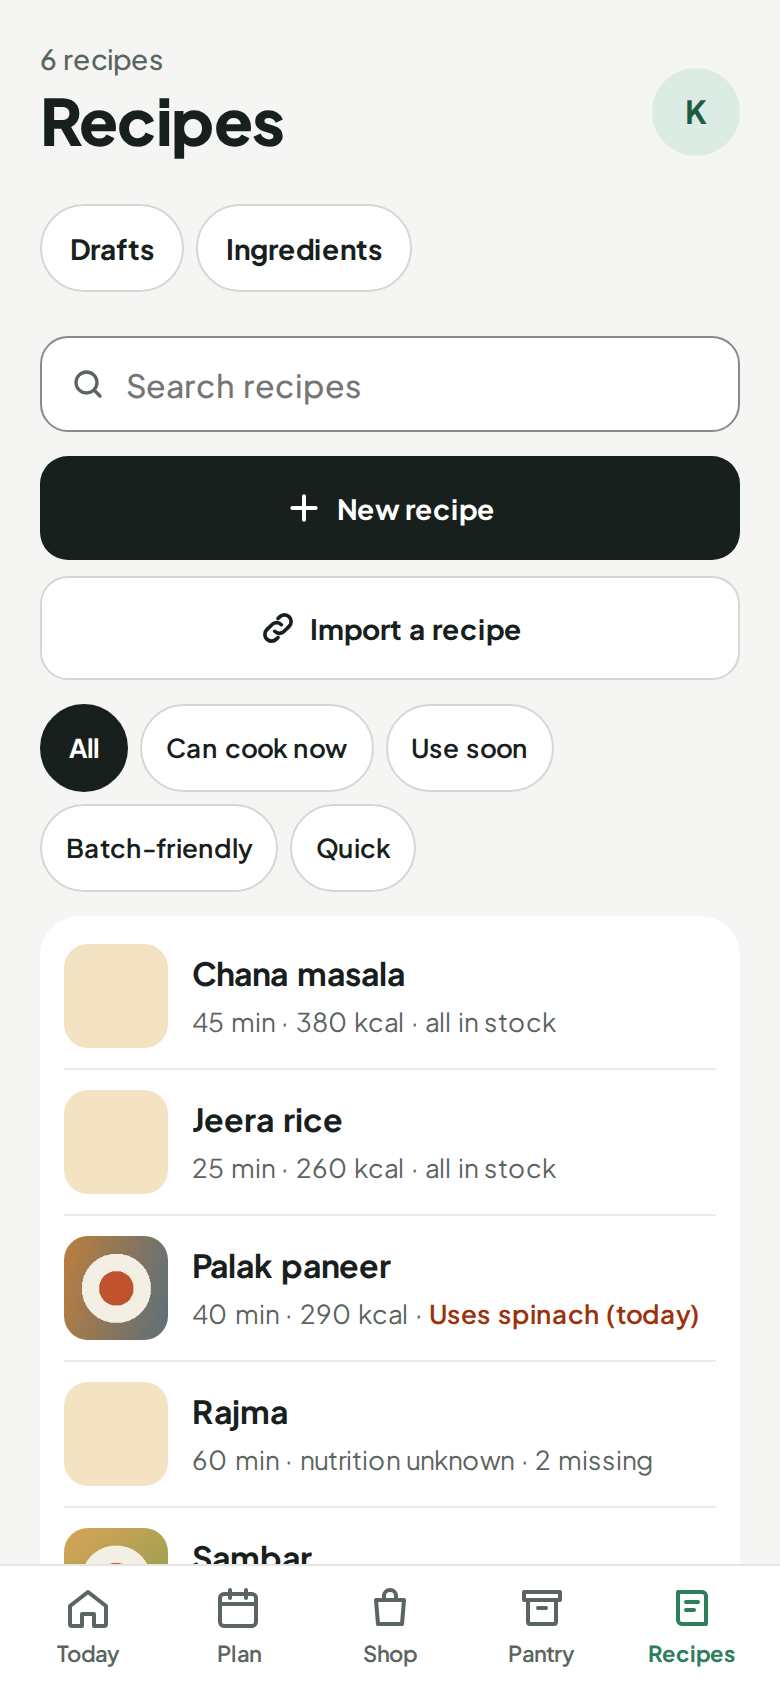 6 recipes
Recipes
K
Drafts
Ingredients
Search recipes
New recipe
Import a recipe
All
Can cook now
Use soon
Batch-friendly
Quick
Chana masala
45 min · 380 kcal · all in stock
Jeera rice
25 min · 260 kcal · all in stock
Palak paneer
40 min · 290 kcal · Uses spinach (today)
Rajma
60 min · nutrition unknown · 2 missing
Sambar
Today
Plan
Shop
Pantry
Recipes